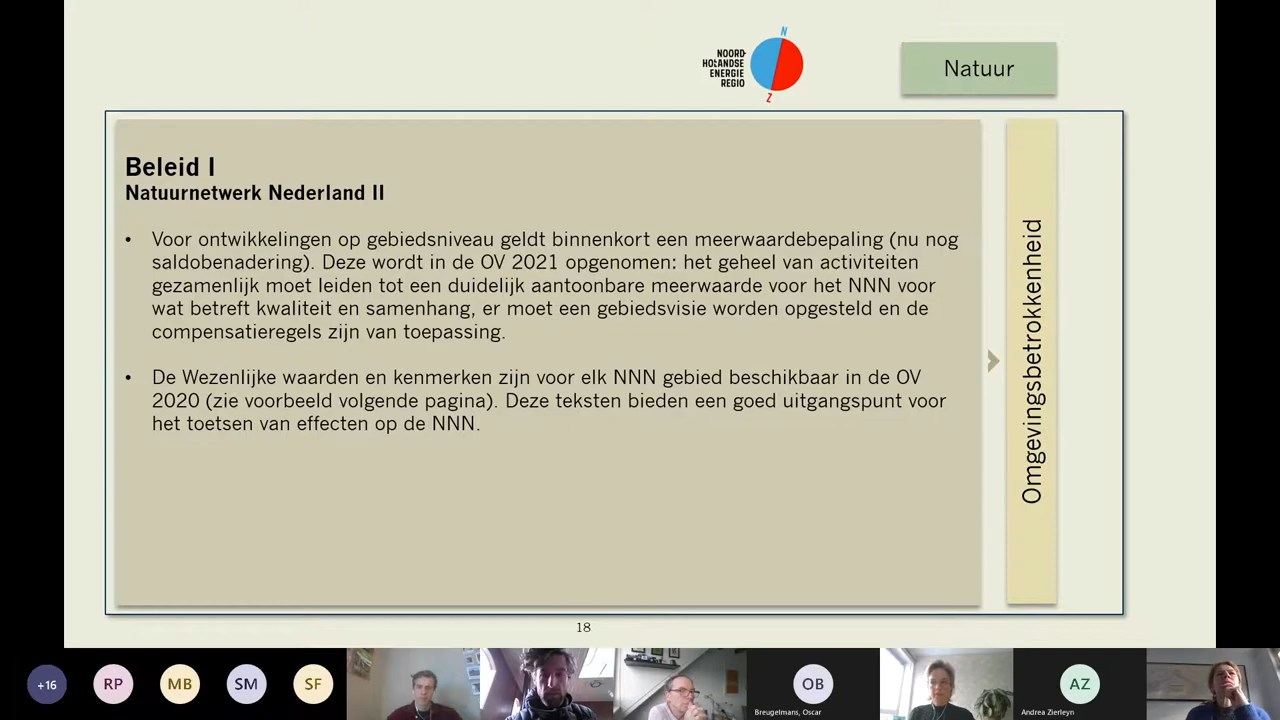 N
NOORD
HOLLANDSE
ENERGIE
REGIO
Z
Natuur
Beleid I
Natuurnetwerk Nederland II
• Voor ontwikkelingen op gebiedsniveau geldt binnenkort een meerwaardebepaling (nu nog
saldobenadering). Deze wordt in de OV 2021 opgenomen: het geheel van activiteiten
gezamenlijk moet leiden tot een duidelijk aantoonbare meerwaarde voor het NNN voor
wat betreft kwaliteit en samenhang, er moet een gebiedsvisie worden opgesteld en de
compensatieregels zijn van toepassing.
• De Wezenlijke waarden en kenmerken zijn voor elk NNN gebied beschikbaar in de OV
2020 (zie voorbeeld volgende pagina). Deze teksten bieden een goed uitgangspunt voor
het toetsen van effecten op de NNN.
Omgevingsbetrokkenheid
18
+16
RP
MB
SM
SF
OB
Breugelmans, Oscar
AZ
Andrea Zierleyn